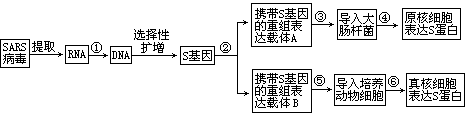 SARS
病毒
提取
RNA
①
DNA
选择性
扩增
S基因
②
携带S基因
的重组表
达载体A
③
导入大
肠杆菌
④
原核细胞
表达S蛋白
携带S基因
的重组表
达载体B
⑤
导入培养
动物细胞
⑥
真核细胞
表达S蛋白